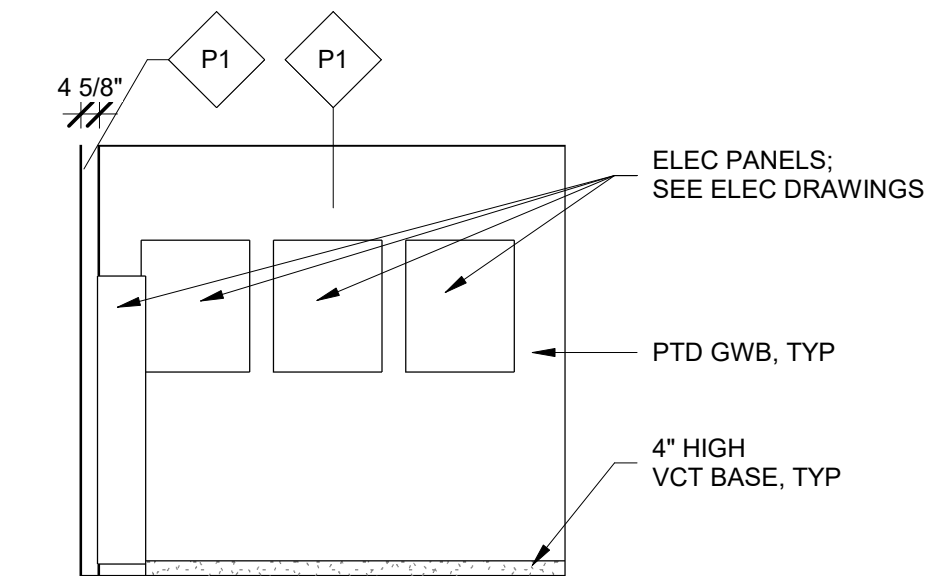 P1
P1
4 5/8"
ELEC PANELS;
SEE ELEC DRAWINGS
PTD GWB, TYP
4" HIGH
VCT BASE, TYP